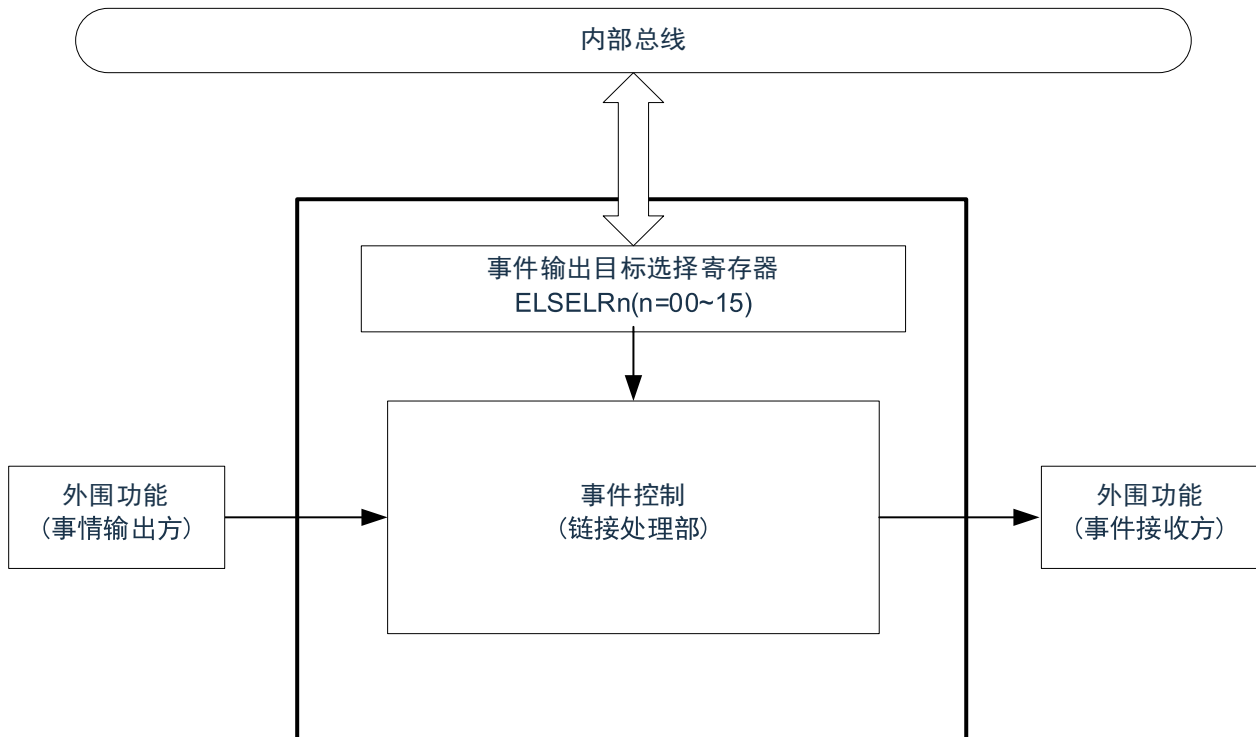 内部总线
事件输出目标选择寄存器
ELSELRn(n=00~15)
外围功能
（事情输出方）
事件控制
（链接处理部）
外围功能
（事件接收方）